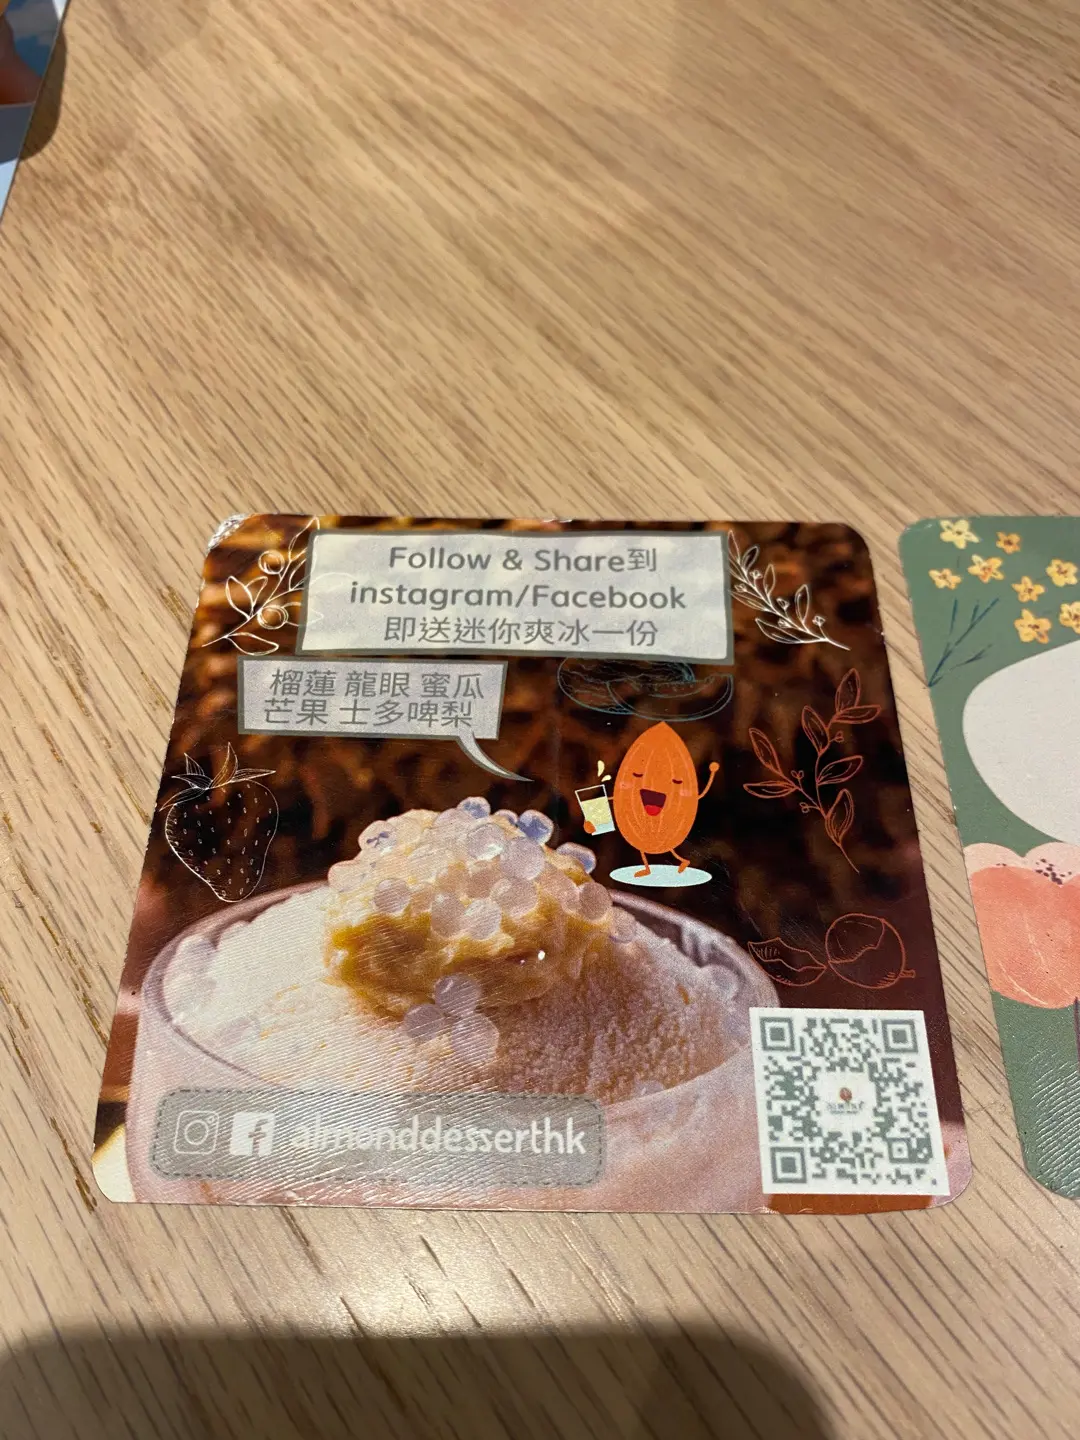 Follow & Share到
instagram/Facebook
即送迷你爽冰一份
榴蓮 龍眼 蜜瓜
芒果 士多啤梨
almonddesserthk